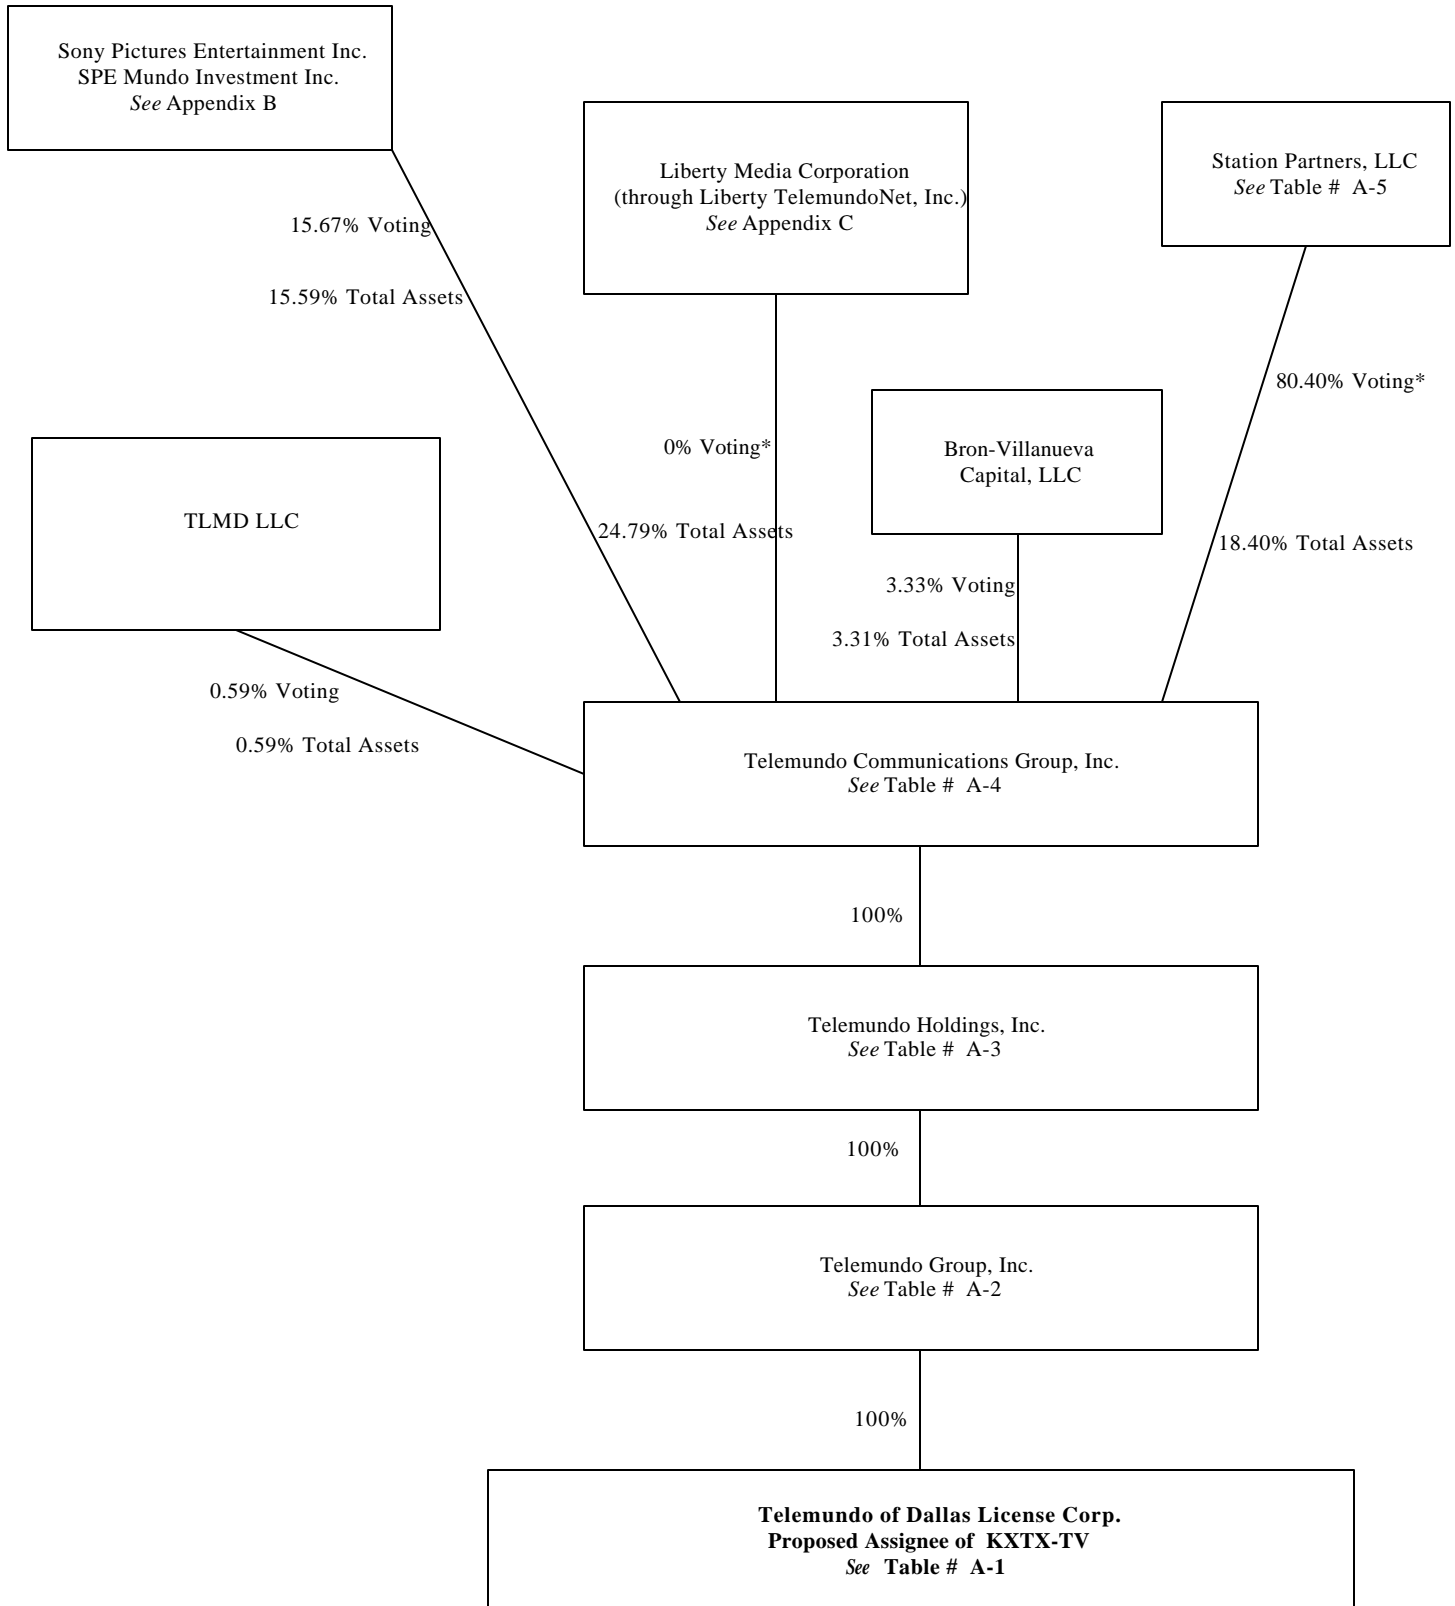 Sony Pictures Entertainment Inc.
SPE Mundo Investment Inc.
See Appendix B
Liberty Media Corporation
(through Liberty TelemundoNet, Inc.)
See Appendix C
Station Partners, LLC
See Table # A-5
15.67% Voting
15.59% Total Assets
80.40% Voting*
18.40% Total Assets
0% Voting*
24.79% Total Assets
Bron-Villanueva
Capital, LLC
3.33% Voting
3.31% Total Assets
TLMD LLC
0.59% Voting
0.59% Total Assets
Telemundo Communications Group, Inc.
See Table # A-4
100%
Telemundo Holdings, Inc.
See Table # A-3
100%
Telemundo Group, Inc.
See Table # A-2
100%
Telemundo of Dallas License Corp.
Proposed Assignee of KXTX-TV
See Table # A-1